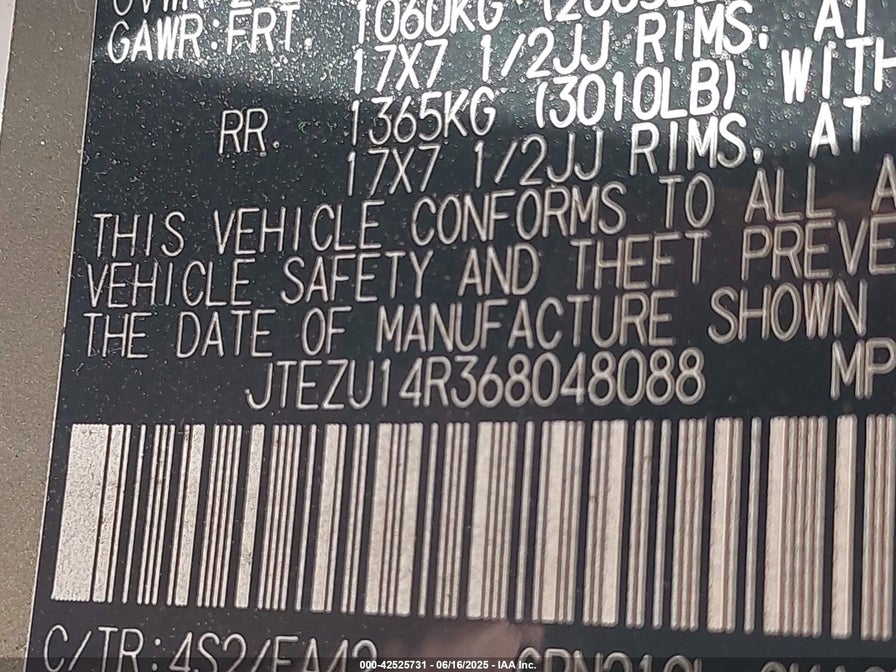 GAWR:FRT. 1060KG
17X7 1/2JJ RIMS, AT
RR. 1365KG (3010LB) WITH
17X7 1/2JJ RIMS, AT
THIS VEHICLE CONFORMS TO ALL A
VEHICLE SAFETY AND THEFT PREVE
THE DATE OF MANUFACTURE SHOWN
JTEZU14R368048088 MP
C/TR:4S2/FA42
000-42525731 - 06/16/2025 - IAA Inc.